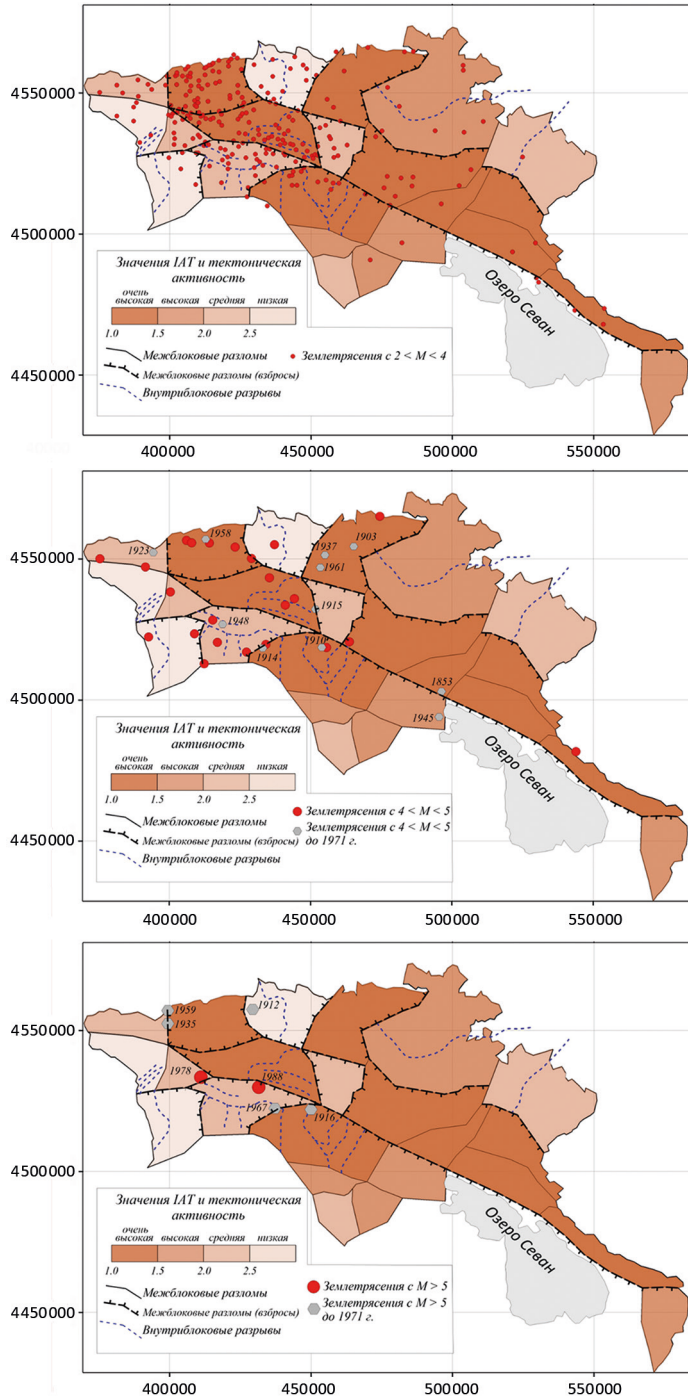 4550000
4500000
4450000
Значения IAT и тектоническая
активность
очень
высокая высокая средняя низкая
1.0 1.5 2.0 2.5
Межблоковые разломы
Межблоковые разломы (взбросы)
Внутриблоковые разрывы
Землетрясения с 2 < M < 4
Озеро Севан
400000 450000 500000 550000
4550000
4500000
4450000
1923
1958
1937
1903
1961
1915
1948
1914
1910
1853
1945
Значения IAT и тектоническая
активность
очень
высокая высокая средняя низкая
1.0 1.5 2.0 2.5
Межблоковые разломы
Межблоковые разломы (взбросы)
Внутриблоковые разрывы
Землетрясения с 4 < M < 5
Землетрясения с 4 < M < 5
до 1971 г.
Озеро Севан
400000 450000 500000 550000
4550000
4500000
4450000
1959
1935
1912
1978
1988
1967
1916
Значения IAT и тектоническая
активность
очень
высокая высокая средняя низкая
1.0 1.5 2.0 2.5
Межблоковые разломы
Межблоковые разломы (взбросы)
Внутриблоковые разрывы
Землетрясения с M > 5
Землетрясения с M > 5
до 1971 г.
Озеро Севан
400000 450000 500000 550000